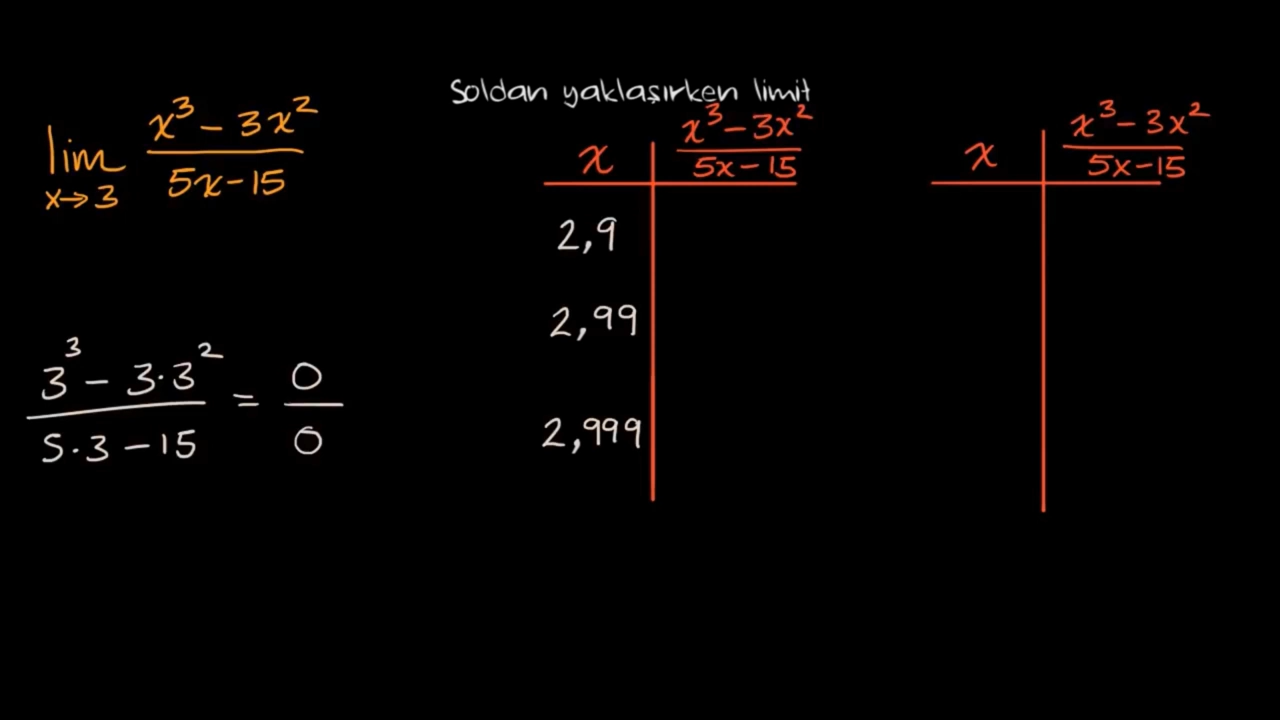 lim x→3 x³ − 3x² / 5x − 15
3³ − 3·3² / 5·3 − 15 = 0 / 0
Soldan yaklaşırken limit
x x³ − 3x² / 5x − 15
2,9
2,99
2,999
x x³ − 3x² / 5x − 15